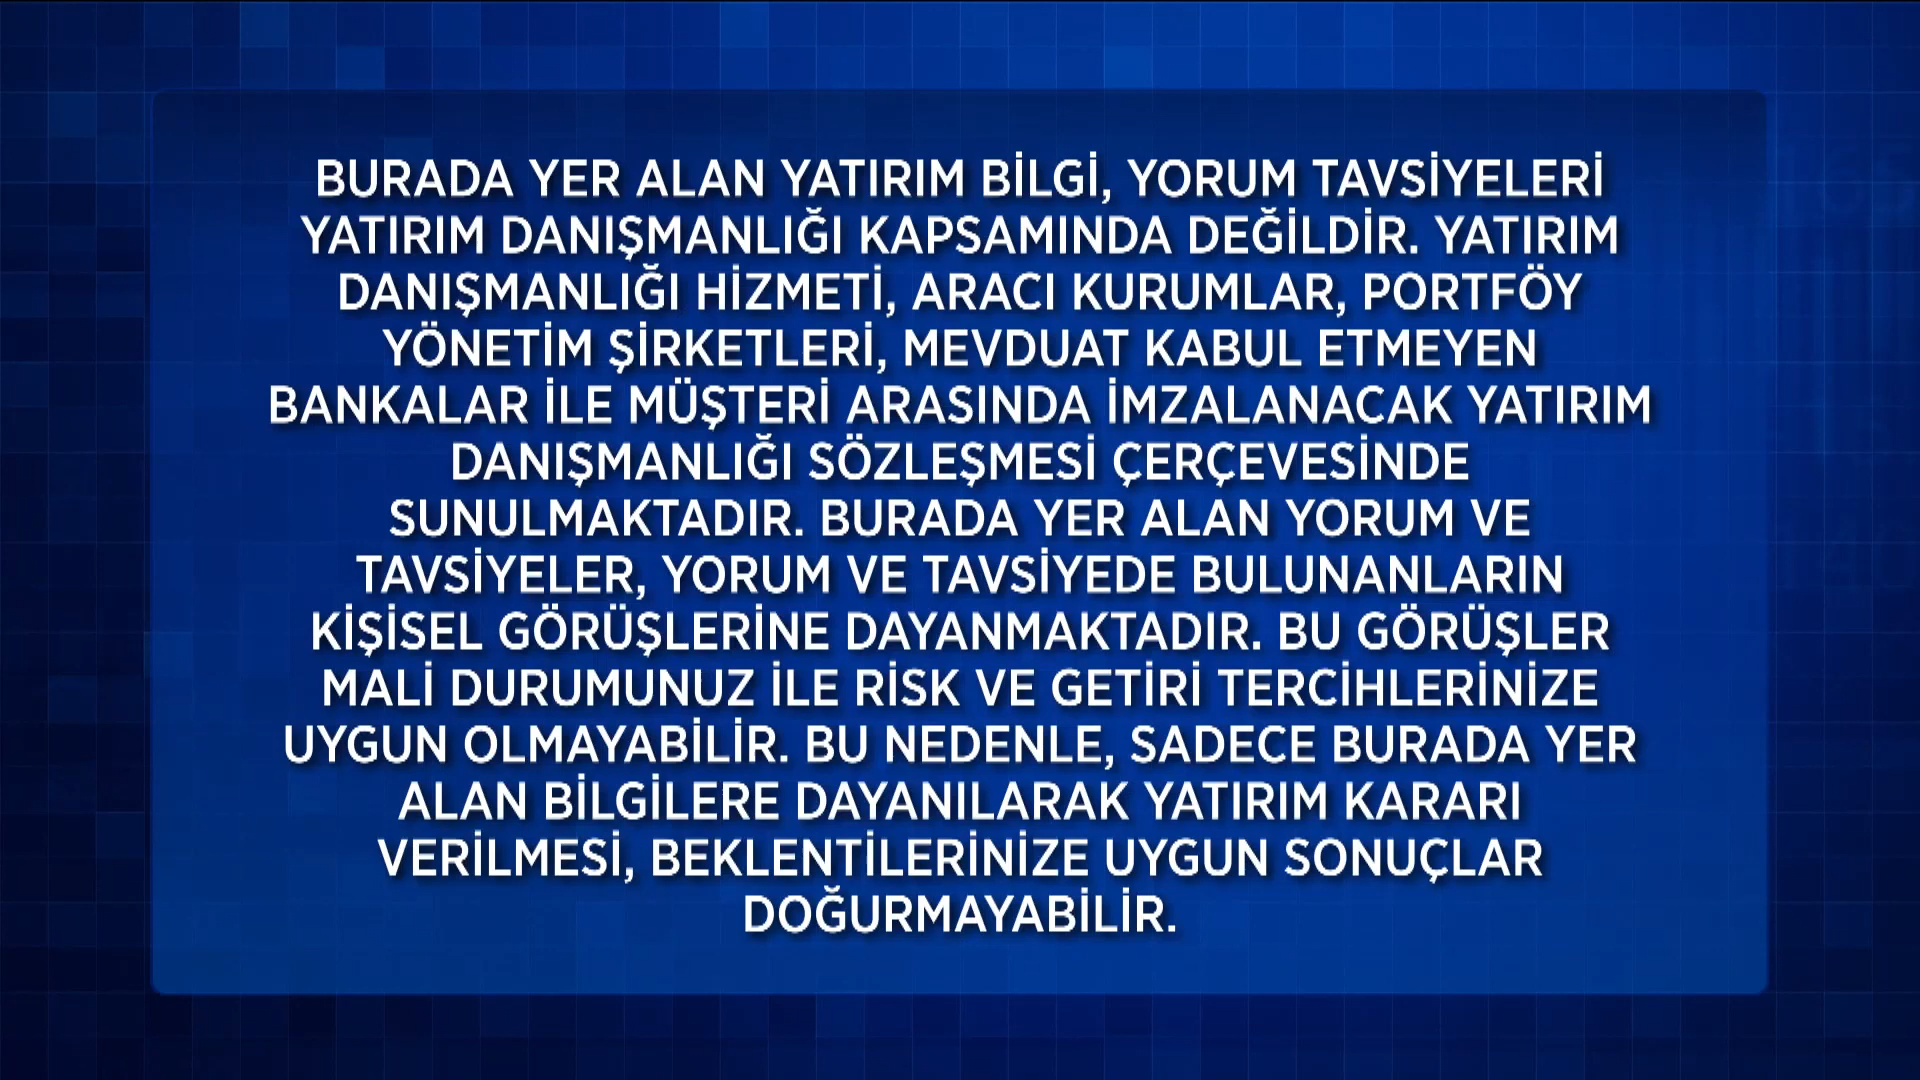 BURADA YER ALAN YATIRIM BİLGİ, YORUM TAVSİYELERİ
YATIRIM DANIŞMANLIĞI KAPSAMINDA DEĞİLDİR. YATIRIM
DANIŞMANLIĞI HİZMETİ, ARACI KURUMLAR, PORTFÖY
YÖNETİM ŞİRKETLERİ, MEVDUAT KABUL ETMEYEN
BANKALAR İLE MÜŞTERİ ARASINDA İMZALANACAK YATIRIM
DANIŞMANLIĞI SÖZLEŞMESİ ÇERÇEVESİNDE
SUNULMAKTADIR. BURADA YER ALAN YORUM VE
TAVSİYELER, YORUM VE TAVSİYEDE BULUNANLARIN
KİŞİSEL GÖRÜŞLERİNE DAYANMAKTADIR. BU GÖRÜŞLER
MALİ DURUMUNUZ İLE RİSK VE GETİRİ TERCİHLERİNİZE
UYGUN OLMAYABİLİR. BU NEDENLE, SADECE BURADA YER
ALAN BİLGİLERE DAYANILARAK YATIRIM KARARI
VERİLMESİ, BEKLENTİLERİNİZE UYGUN SONUÇLAR
DOĞURMAYABİLİR.